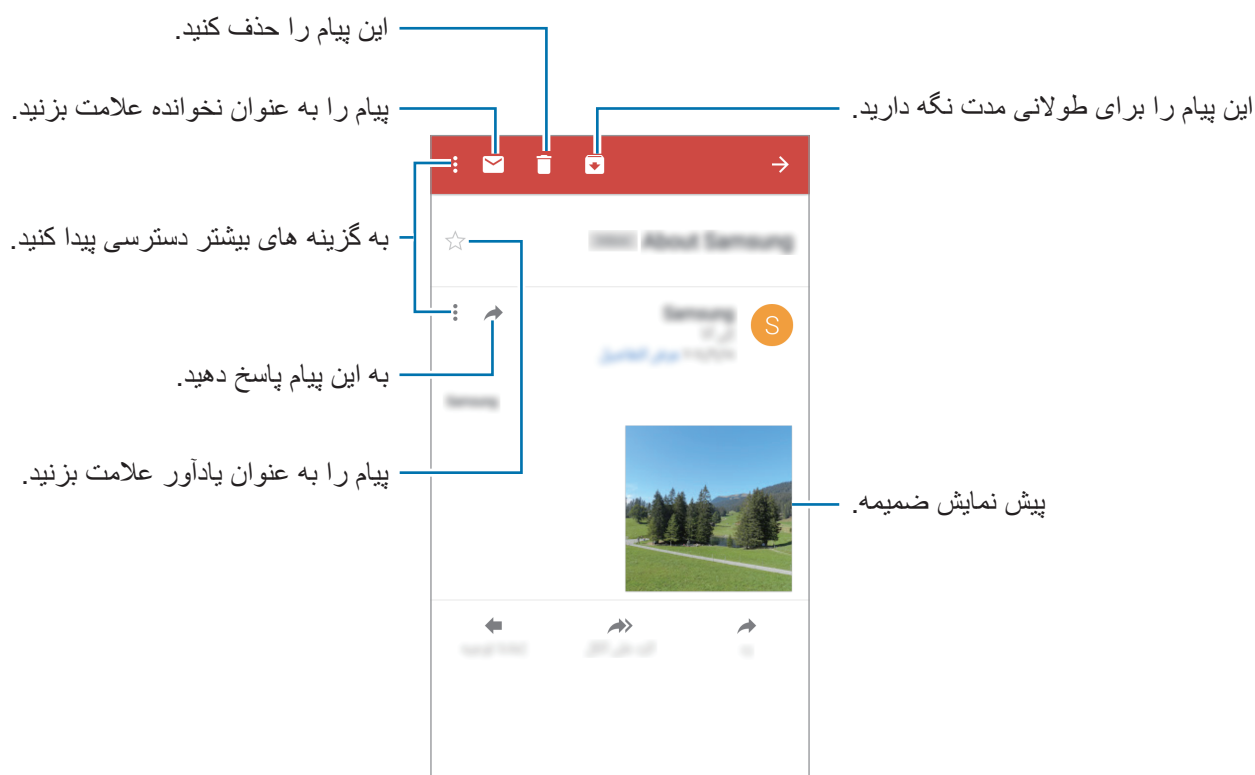 این پیام را حذف کنید.
این پیام را برای طولانی مدت نگه دارید.
پیام را به عنوان نخوانده علامت بزنید.
به گزینه های بیشتر دسترسی پیدا کنید.
About Samsung
Samsung
S
عرض التفاصيل
به این پیام پاسخ دهید.
Samsung
پیام را به عنوان یادآور علامت بزنید.
پیش نمایش ضمیمه.